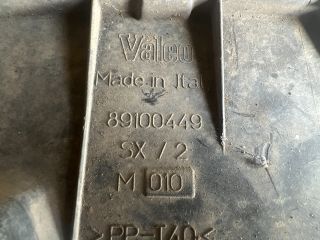 Valeo
Made in Ital
89100449
SX / 2
M 010
>PP-T40<